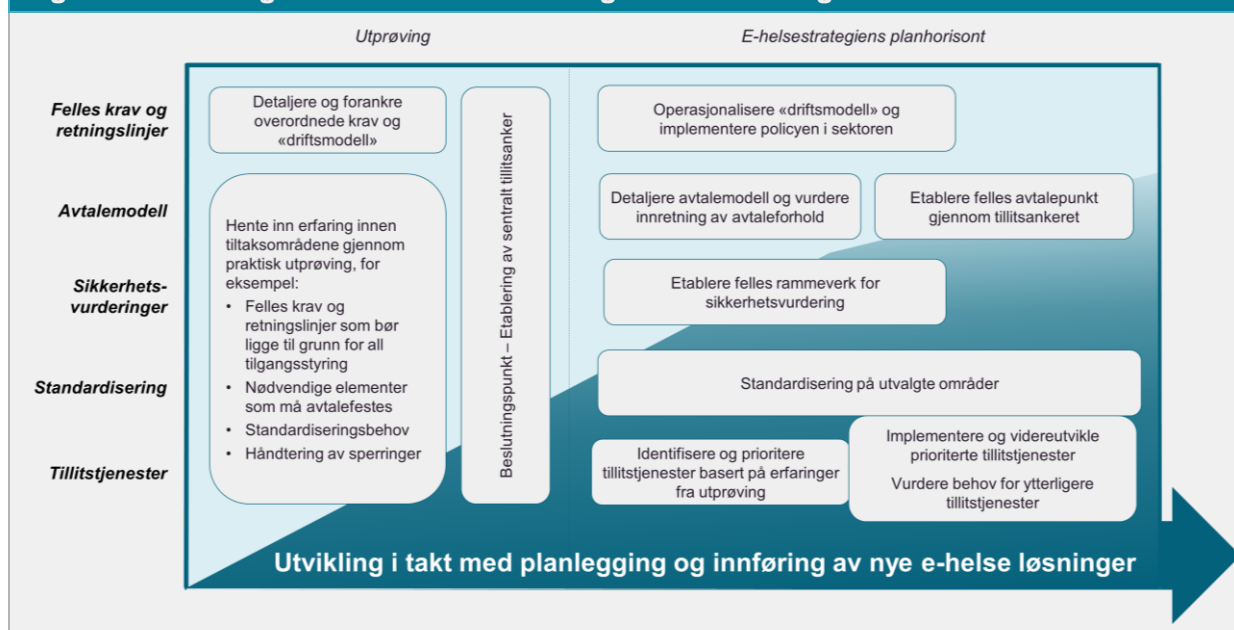 Utprøving
E-helsestrategiens planhorisont
Felles krav og
retningslinjer
Detaljere og forankre
overordnede krav og
«driftsmodell»
Operasjonalisere «driftsmodell» og
implementere policyen i sektoren
Avtalemodell
Hente inn erfaring innen
tiltaksområdene gjennom
praktisk utprøving, for
eksempel:
• Felles krav og
retningslinjer som bør
ligge til grunn for all
tilgangsstyring
• Nødvendige elementer
som må avtalefestes
• Standardiseringsbehov
• Håndtering av sperringer
Beslutningspunkt – Etablering av sentralt tillitsanker
Detaljere avtalemodell og vurdere
innretning av avtaleforhold
Etablere felles avtalepunkt
gjennom tillitsankeret
Sikkerhets-
vurderinger
Etablere felles rammeverk for
sikkerhetsvurdering
Standardisering
Standardisering på utvalgte områder
Tillitstjenester
Identifisere og prioritere
tillitstjenester basert på erfaringer
fra utprøving
Implementere og videreutvikle
prioriterte tillitstjenester
Vurdere behov for ytterligere
tillitstjenester
Utvikling i takt med planlegging og innføring av nye e-helse løsninger